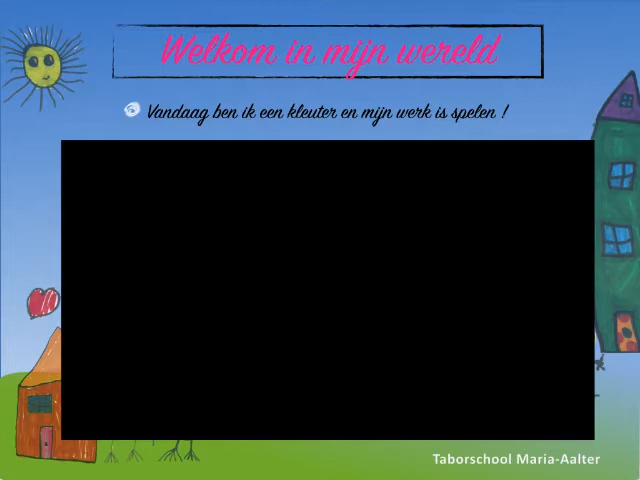 Welkom in mijn wereld
Vandaag ben ik een kleuter en mijn werk is spelen !
Taborschool Maria-Aalter